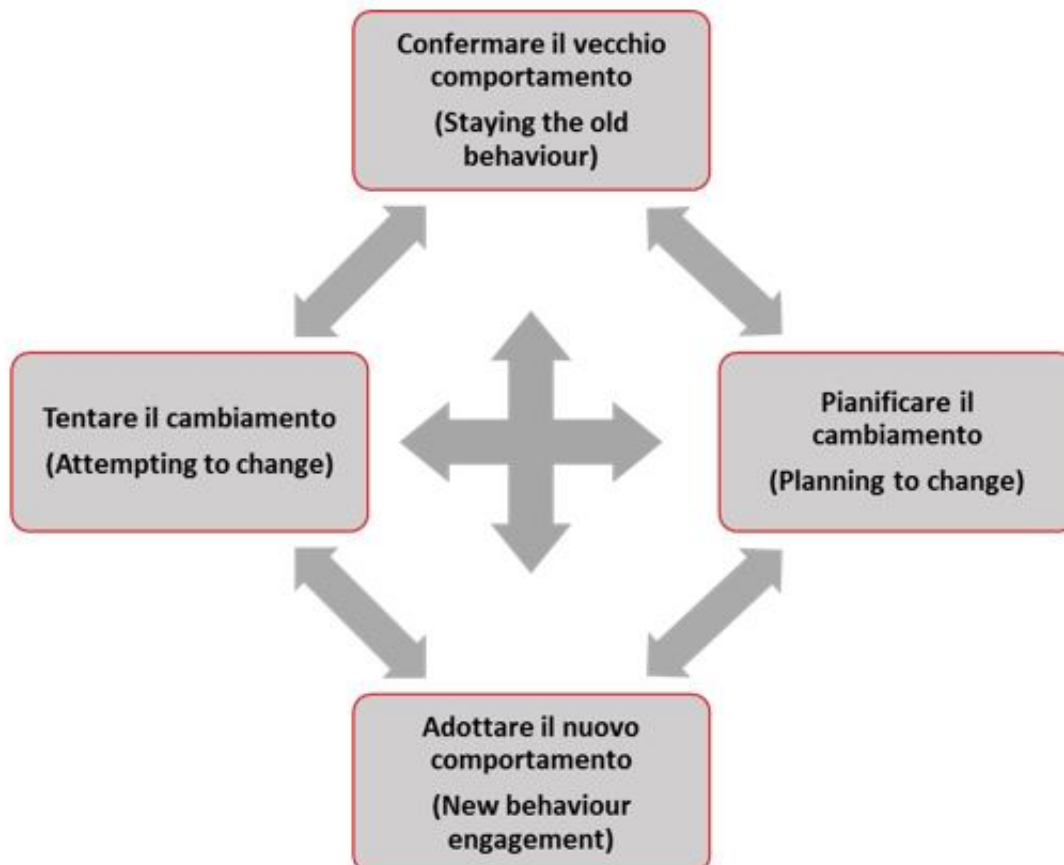 Confermare il vecchio
comportamento
(Staying the old
behaviour)
Tentare il cambiamento
(Attempting to change)
Pianificare il
cambiamento
(Planning to change)
Adottare il nuovo
comportamento
(New behaviour
engagement)